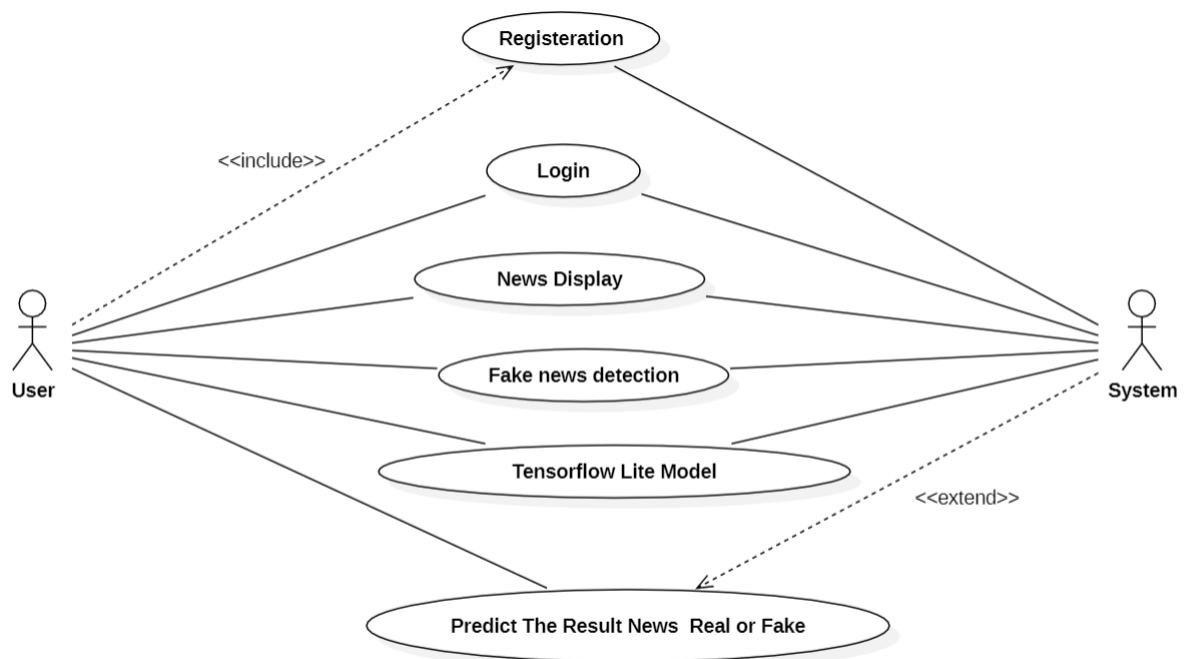 Registeration
<<include>>
Login
News Display
Fake news detection
User
System
Tensorflow Lite Model
<<extend>>
Predict The Result News  Real or Fake